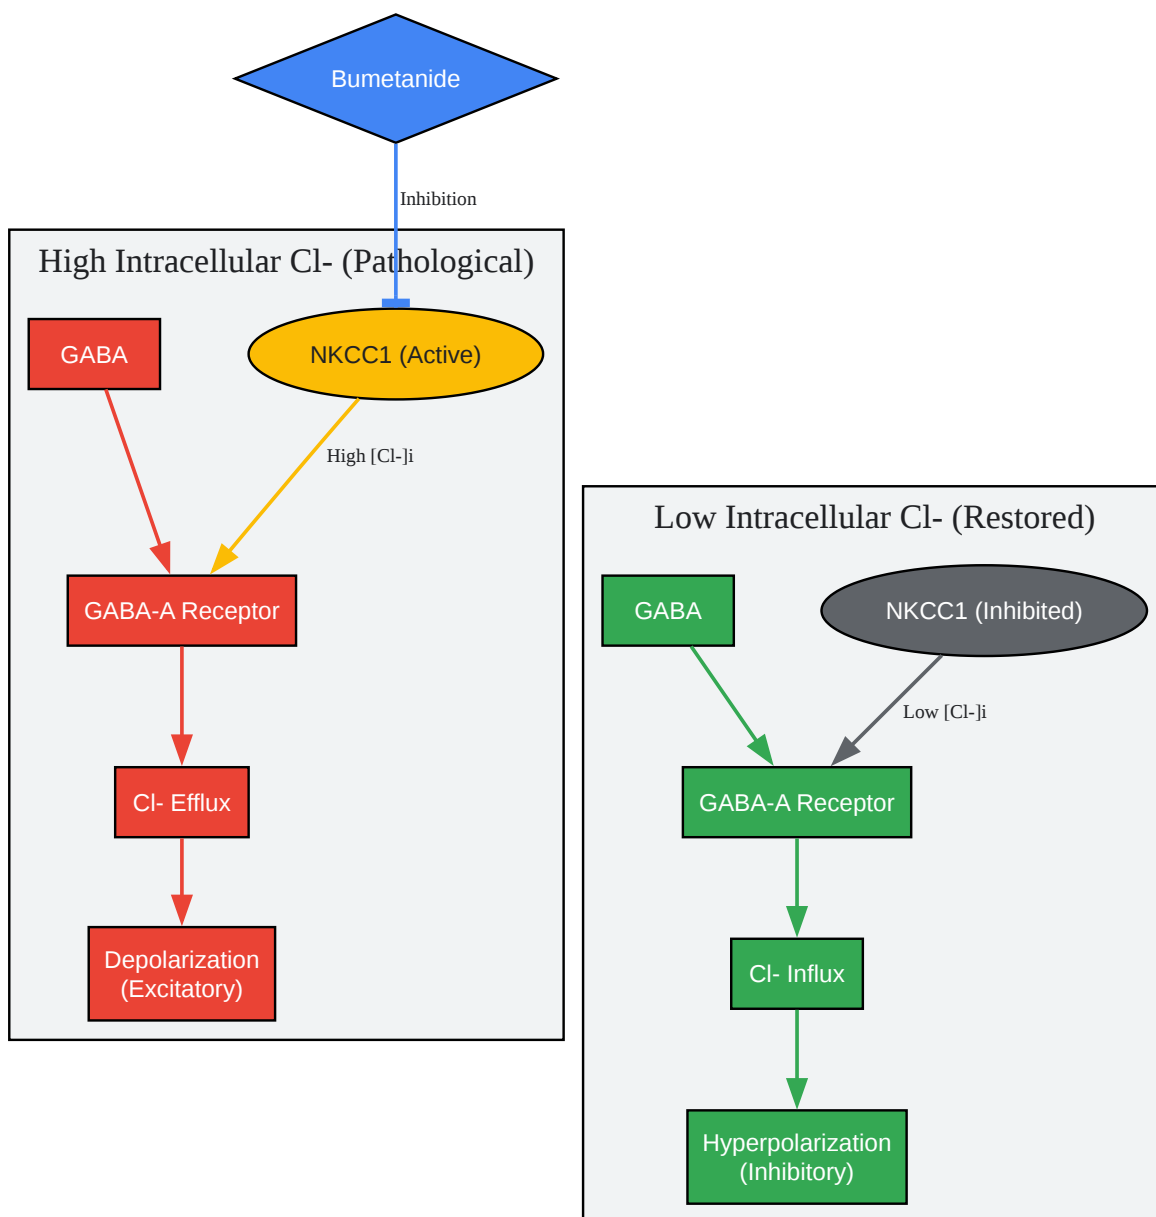 Bumetanide
Inhibition
High Intracellular Cl- (Pathological)
GABA
NKCC1 (Active)
High [Cl-]i
GABA-A Receptor
Cl- Efflux
Depolarization
(Excitatory)
Low Intracellular Cl- (Restored)
GABA
NKCC1 (Inhibited)
Low [Cl-]i
GABA-A Receptor
Cl- Influx
Hyperpolarization
(Inhibitory)